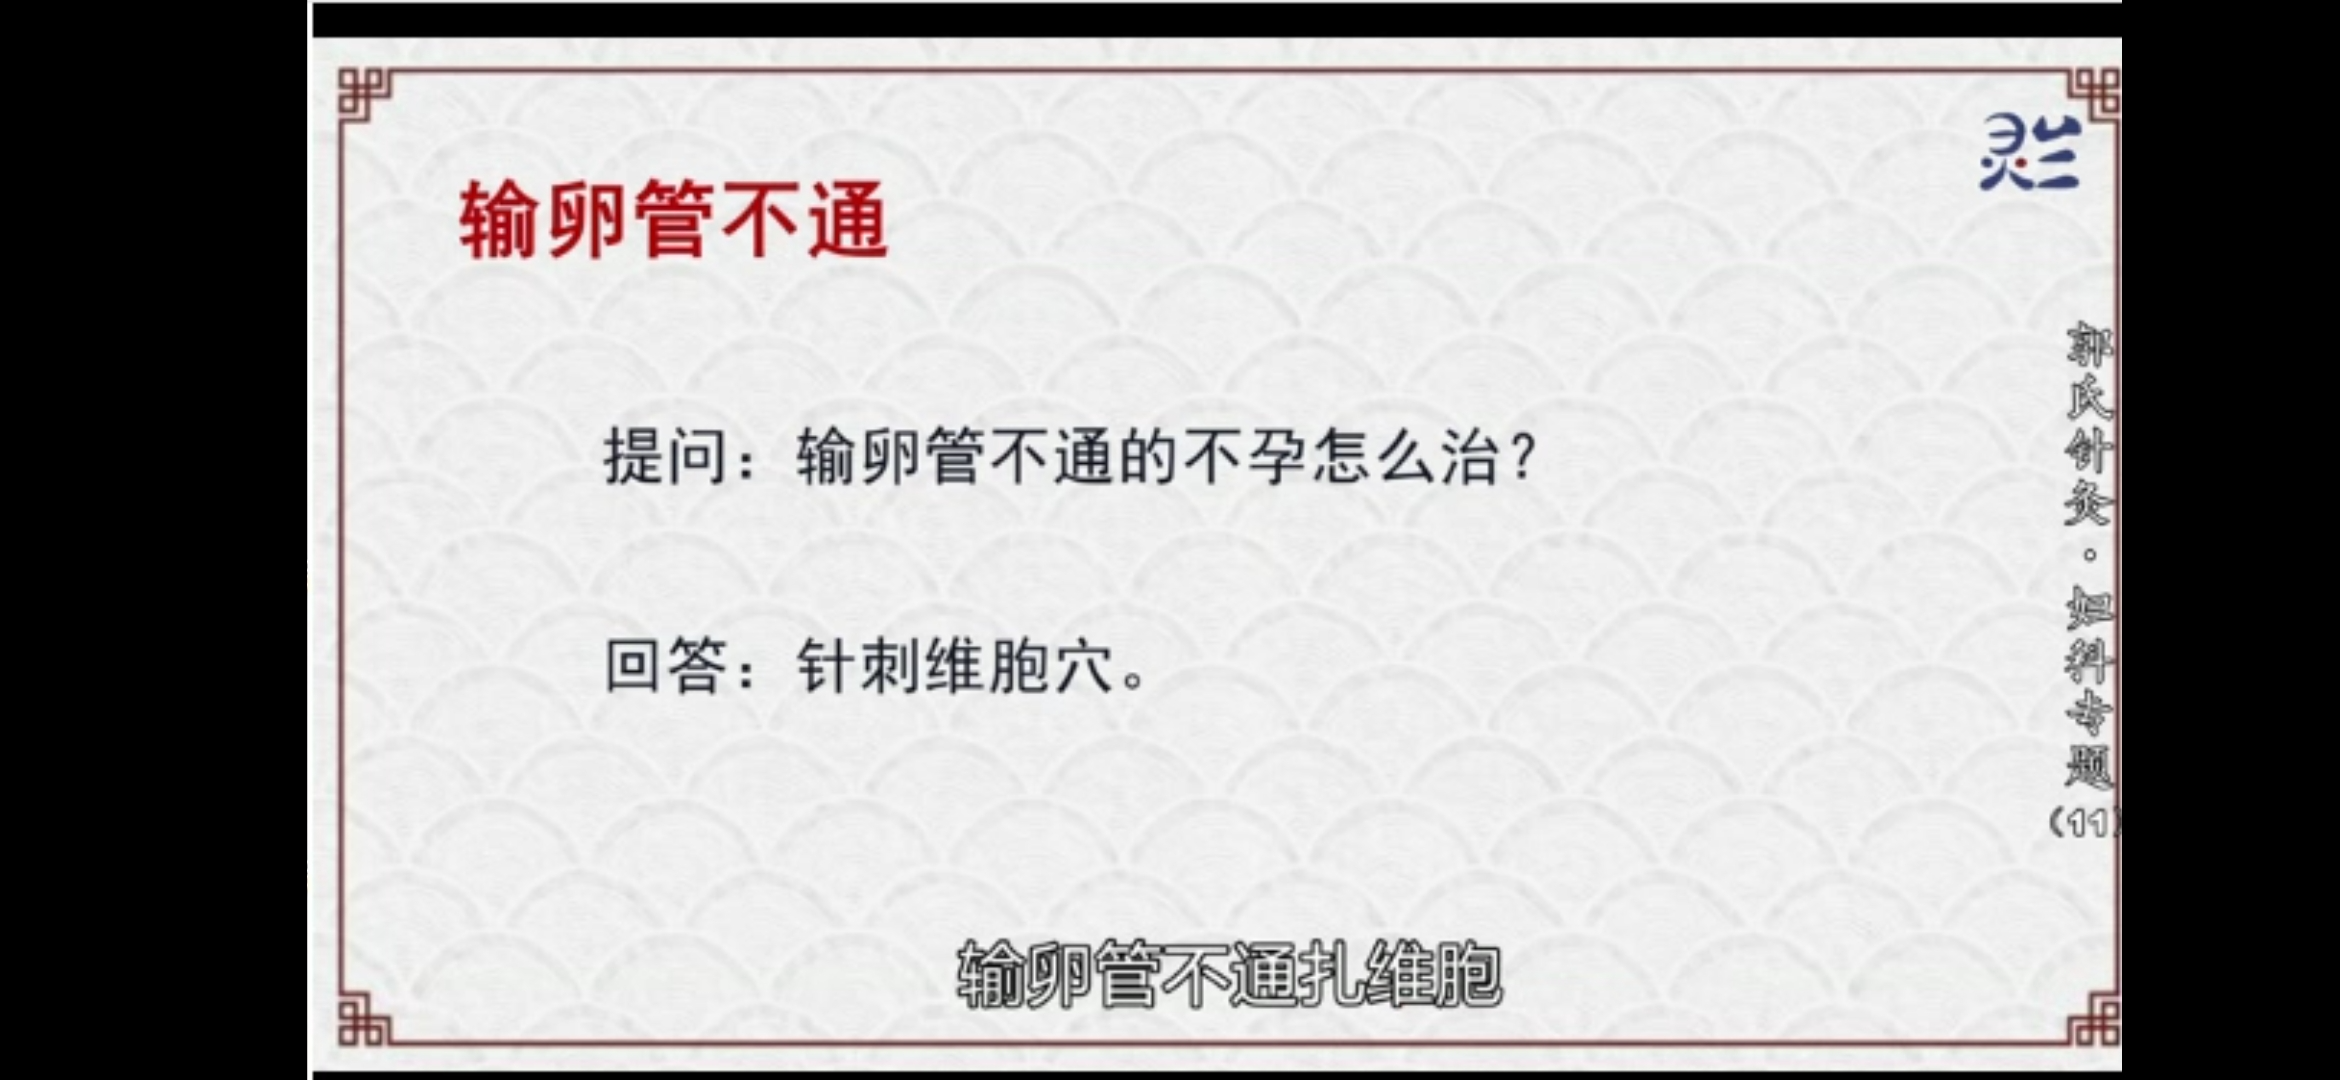 输卵管不通
提问：输卵管不通的不孕怎么治？
回答：针刺维胞穴。
郭氏针灸·妇科专题（11）
输卵管不通扎维胞